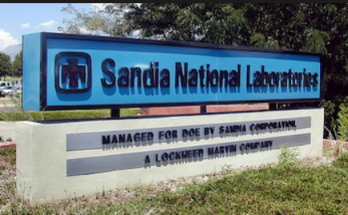 Sandia National Laboratories
MANAGED FOR DOE BY SANDIA CORPORATION,
A LOCKHEED MARTIN COMPANY